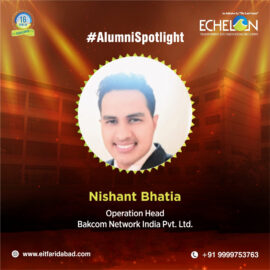 ECHELON
#AlumniSpotlight
Nishant Bhatia
Operation Head
Bakcom Network India Pvt. Ltd.
www.eitfaridabad.com
+91 9999753763